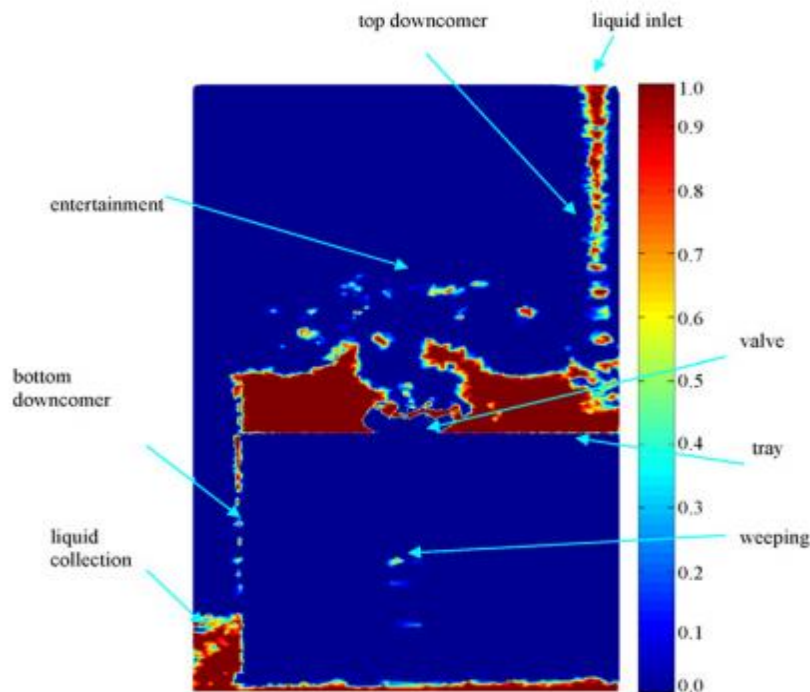 top downcomer
liquid inlet
entertainment
valve
bottom
downcomer
tray
liquid
collection
weeping
1.0
0.9
0.8
0.7
0.6
0.5
0.4
0.3
0.2
0.1
0.0